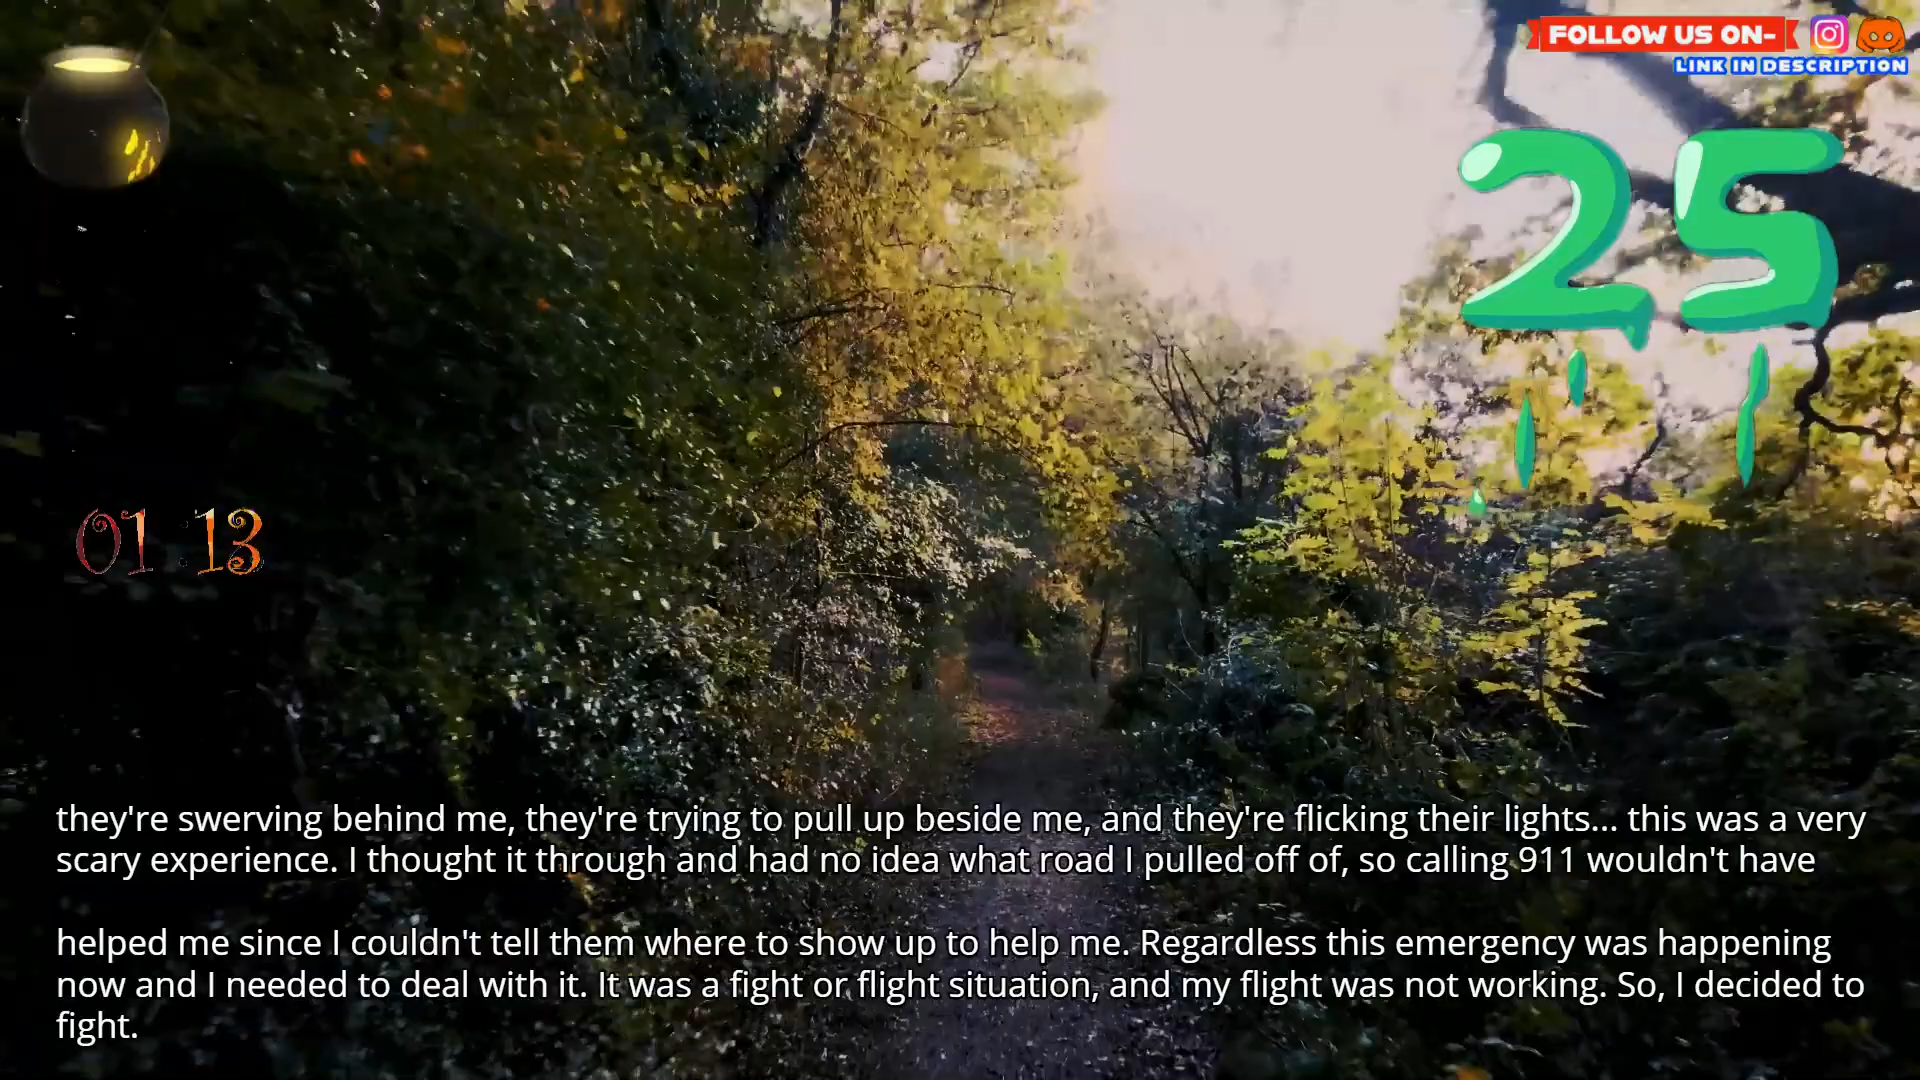 FOLLOW US ON-
LINK IN DESCRIPTION
25
01:13
they're swerving behind me, they're trying to pull up beside me, and they're flicking their lights... this was a very
scary experience. I thought it through and had no idea what road I pulled off of, so calling 911 wouldn't have
helped me since I couldn't tell them where to show up to help me. Regardless this emergency was happening
now and I needed to deal with it. It was a fight or flight situation, and my flight was not working. So, I decided to
fight.